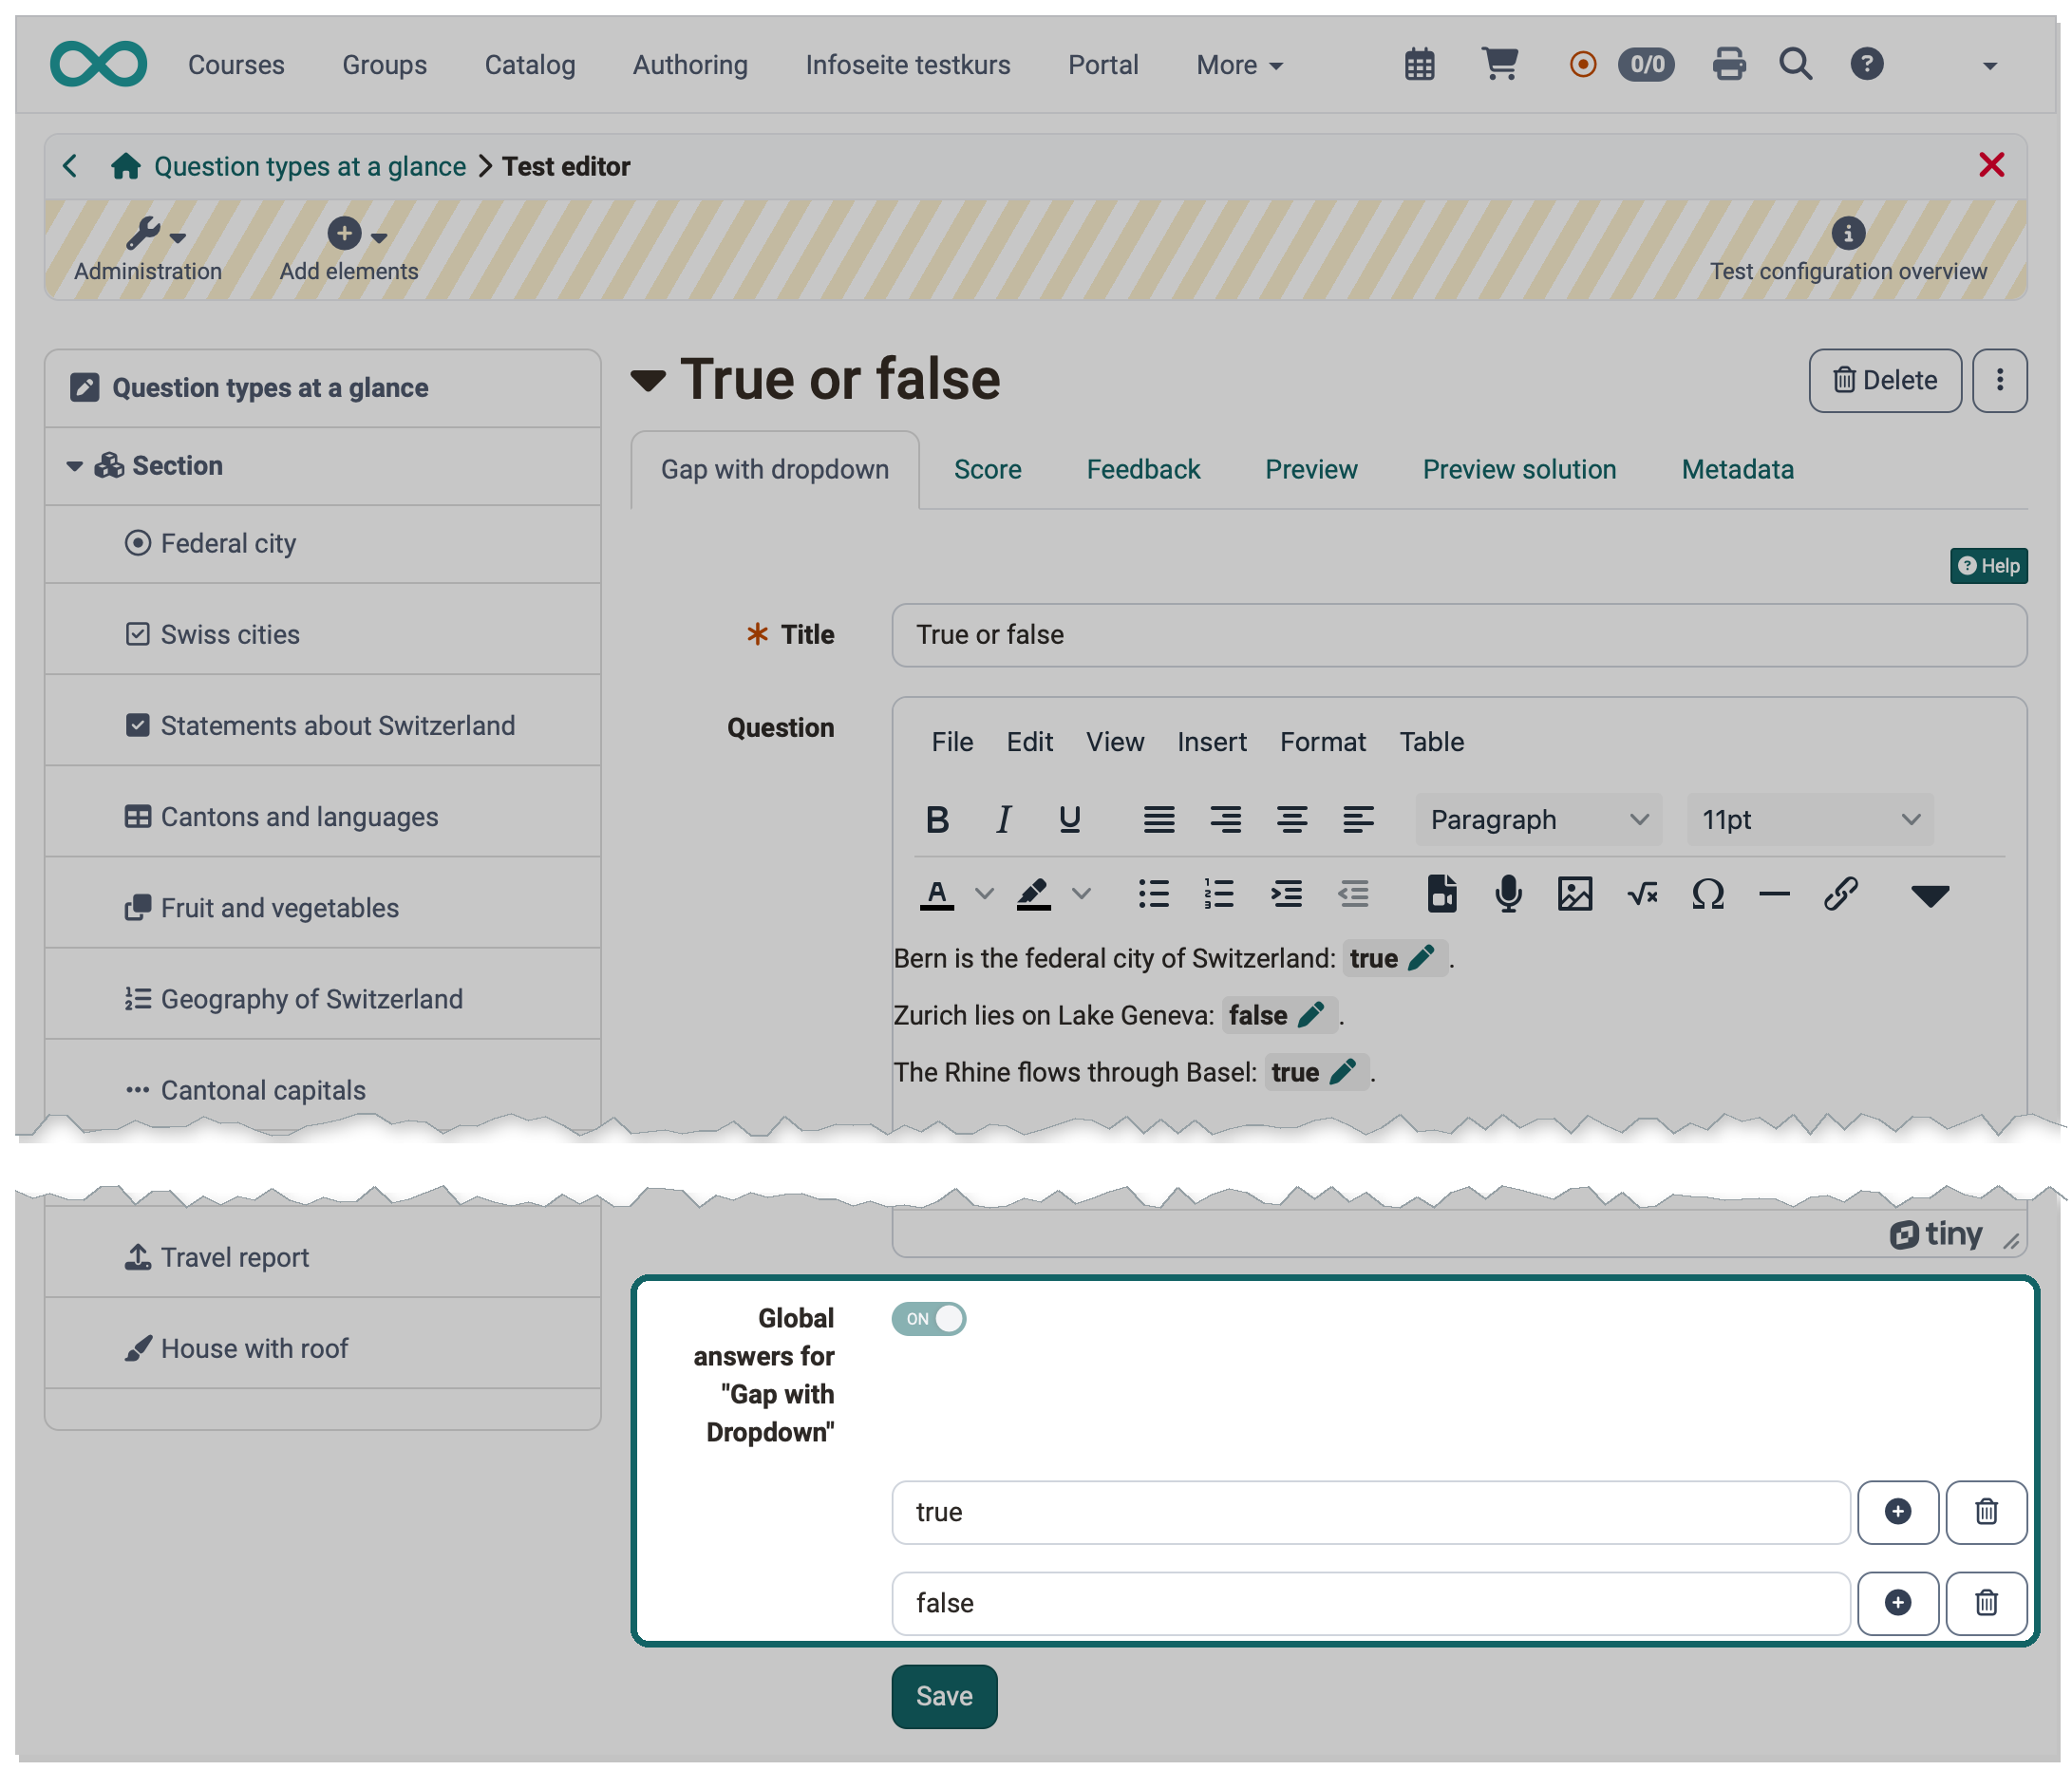 Courses Groups Catalog Authoring Infoseite testkurs Portal More 0/0
Question types at a glance Test editor
Administration Add elements Test configuration overview
Question types at a glance
Section
Federal city
Swiss cities
Statements about Switzerland
Cantons and languages
Fruit and vegetables
Geography of Switzerland
Cantonal capitals
Travel report
House with roof
True or false
Delete
Gap with dropdown Score Feedback Preview Preview solution Metadata
Help
Title True or false
Question
File Edit View Insert Format Table
B I U Paragraph 11pt
A Ω
Bern is the federal city of Switzerland: true .
Zurich lies on Lake Geneva: false .
The Rhine flows through Basel: true .
tiny
Global
answers for
"Gap with
Dropdown"
ON
true
false
Save